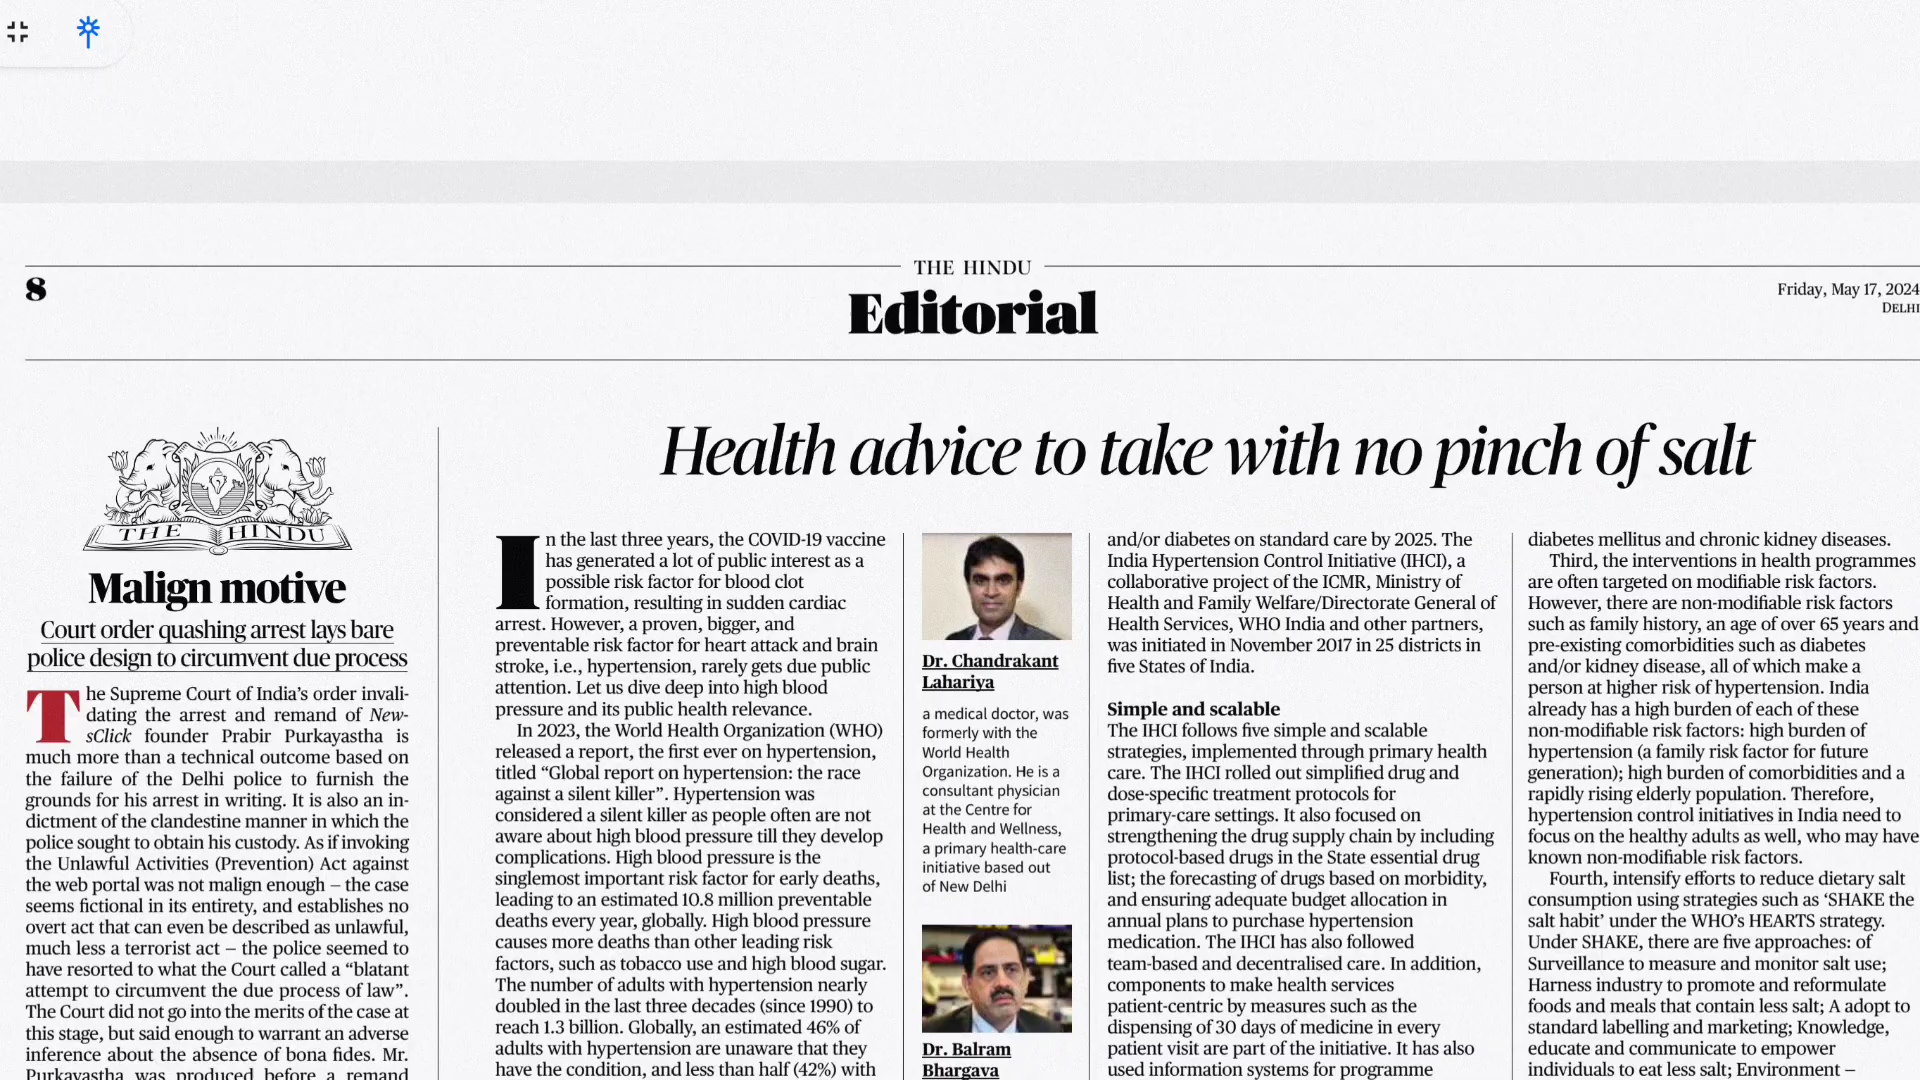 THE HINDU
8
Editorial
Friday, May 17, 2024
DELHI
THE HINDU
Malign motive
Court order quashing arrest lays bare
police design to circumvent due process
The Supreme Court of India's order invali-
dating the arrest and remand of New-
sClick founder Prabir Purkayastha is
much more than a technical outcome based on
the failure of the Delhi police to furnish the
grounds for his arrest in writing. It is also an in-
dictment of the clandestine manner in which the
police sought to obtain his custody. As if invoking
the Unlawful Activities (Prevention) Act against
the web portal was not malign enough – the case
seems fictional in its entirety, and establishes no
overt act that can even be described as unlawful,
much less a terrorist act – the police seemed to
have resorted to what the Court called a “blatant
attempt to circumvent the due process of law”.
The Court did not go into the merits of the case at
this stage, but said enough to warrant an adverse
inference about the absence of bona fides. Mr.
Purkayastha was produced before a remand
Health advice to take with no pinch of salt
In the last three years, the COVID-19 vaccine
has generated a lot of public interest as a
possible risk factor for blood clot
formation, resulting in sudden cardiac
arrest. However, a proven, bigger, and
preventable risk factor for heart attack and brain
stroke, i.e., hypertension, rarely gets due public
attention. Let us dive deep into high blood
pressure and its public health relevance.
In 2023, the World Health Organization (WHO)
released a report, the first ever on hypertension,
titled “Global report on hypertension: the race
against a silent killer”. Hypertension was
considered a silent killer as people often are not
aware about high blood pressure till they develop
complications. High blood pressure is the
singlemost important risk factor for early deaths,
leading to an estimated 10.8 million preventable
deaths every year, globally. High blood pressure
causes more deaths than other leading risk
factors, such as tobacco use and high blood sugar.
The number of adults with hypertension nearly
doubled in the last three decades (since 1990) to
reach 1.3 billion. Globally, an estimated 46% of
adults with hypertension are unaware that they
have the condition, and less than half (42%) with
Dr. Chandrakant
Lahariya
a medical doctor, was
formerly with the
World Health
Organization. He is a
consultant physician
at the Centre for
Health and Wellness,
a primary health-care
initiative based out
of New Delhi
Dr. Balram
Bhargava
and/or diabetes on standard care by 2025. The
India Hypertension Control Initiative (IHCI), a
collaborative project of the ICMR, Ministry of
Health and Family Welfare/Directorate General of
Health Services, WHO India and other partners,
was initiated in November 2017 in 25 districts in
five States of India.
Simple and scalable
The IHCI follows five simple and scalable
strategies, implemented through primary health
care. The IHCI rolled out simplified drug and
dose-specific treatment protocols for
primary-care settings. It also focused on
strengthening the drug supply chain by including
protocol-based drugs in the State essential drug
list; the forecasting of drugs based on morbidity,
and ensuring adequate budget allocation in
annual plans to purchase hypertension
medication. The IHCI has also followed
team-based and decentralised care. In addition,
components to make health services
patient-centric by measures such as the
dispensing of 30 days of medicine in every
patient visit are part of the initiative. It has also
used information systems for programme
diabetes mellitus and chronic kidney diseases.
Third, the interventions in health programmes
are often targeted on modifiable risk factors.
However, there are non-modifiable risk factors
such as family history, an age of over 65 years and
pre-existing comorbidities such as diabetes
and/or kidney disease, all of which make a
person at higher risk of hypertension. India
already has a high burden of each of these
non-modifiable risk factors: high burden of
hypertension (a family risk factor for future
generation); high burden of comorbidities and a
rapidly rising elderly population. Therefore,
hypertension control initiatives in India need to
focus on the healthy adults as well, who may have
known non-modifiable risk factors.
Fourth, intensify efforts to reduce dietary salt
consumption using strategies such as ‘SHAKE the
salt habit’ under the WHO's HEARTS strategy.
Under SHAKE, there are five approaches: of
Surveillance to measure and monitor salt use;
Harness industry to promote and reformulate
foods and meals that contain less salt; A adopt to
standard labelling and marketing; Knowledge,
educate and communicate to empower
individuals to eat less salt; Environment –